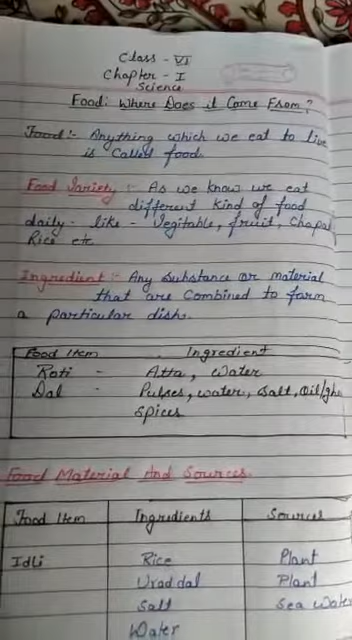 Class - VI
Chapter - I
Science
Food: Where Does it Come From?
Food:- Anything which we eat to live
is Called food.
Food Variety :- As we know we eat
different kind of food
daily- like - Vegitable, fruit, Chapa
Rice etc.
Ingredient:- Any Substance or material
that are Combined to form
a particular dish.
Food Item Ingredient
Roti - Atta, water
Dal - Pulses, water, Salt, Oil/ghe
Spices
Food Material And Sources.
Food Item Ingredients Sources
Idli Rice Plant
Urad dal Plant
Salt Sea Water
Water